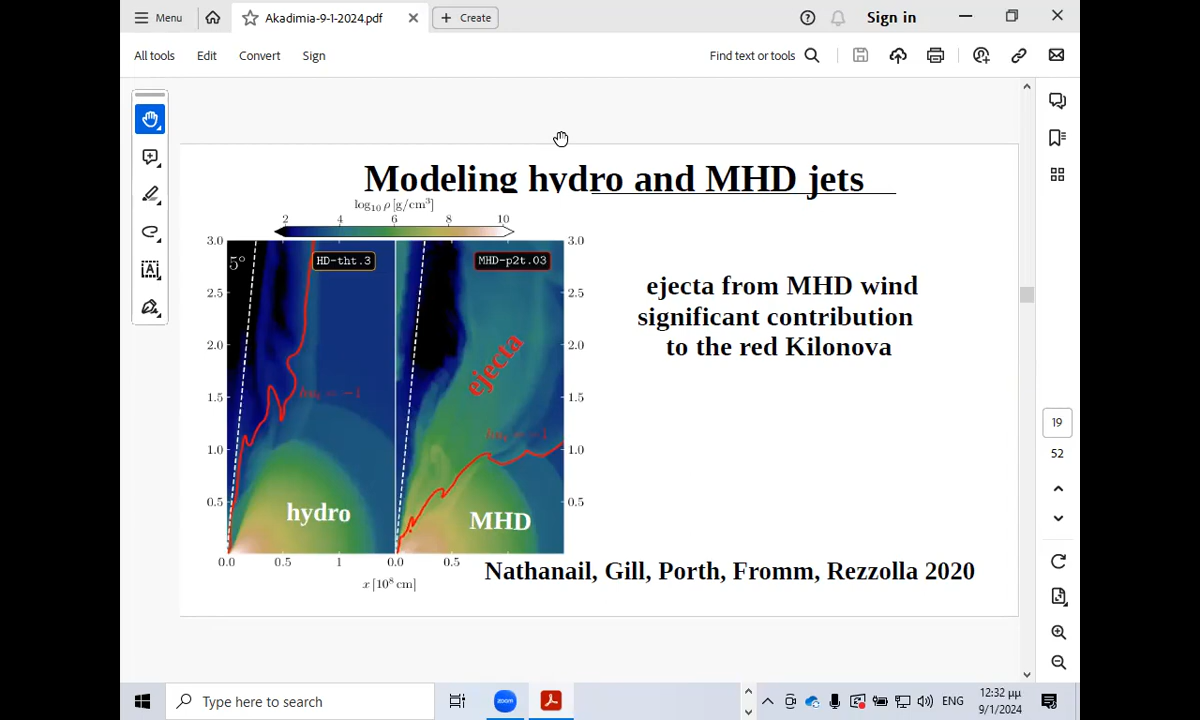 Menu
Akadimia-9-1-2024.pdf
Create
Sign in
All tools
Edit
Convert
Sign
Find text or tools
Modeling hydro and MHD jets
log₁₀ ρ [g/cm³]
2 4 6 8 10
3.0 3.0
5°
HD-tht.3
MHD-p2t.03
2.5 2.5
2.0 2.0
1.5 1.5
1.0 1.0
0.5 0.5
ejecta
hydro
MHD
0.0 0.5 1 0.0 0.5
x [10⁸ cm]
ejecta from MHD wind
significant contribution
to the red Kilonova
Nathanail, Gill, Porth, Fromm, Rezzolla 2020
19
52
Type here to search
zoom
ENG
12:32 μμ
9/1/2024